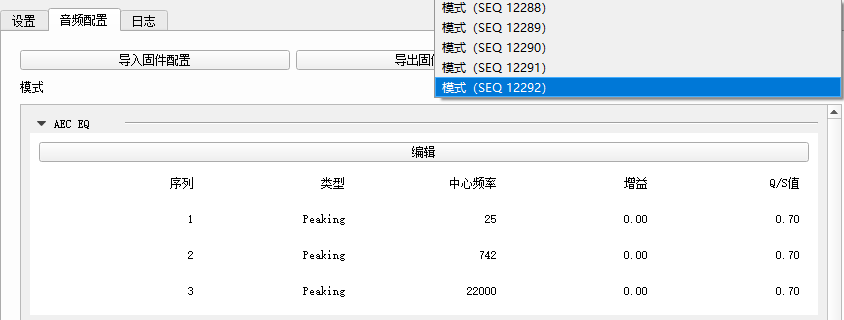 模式（SEQ 12288）
设置 音频配置 日志
模式（SEQ 12289）
模式（SEQ 12290）
导入固件配置 导出固件
模式（SEQ 12291）
模式 模式（SEQ 12292）
AEC EQ
编辑
序列 类型 中心频率 增益 Q/S值
1 Peaking 25 0.00 0.70
2 Peaking 742 0.00 0.70
3 Peaking 22000 0.00 0.70